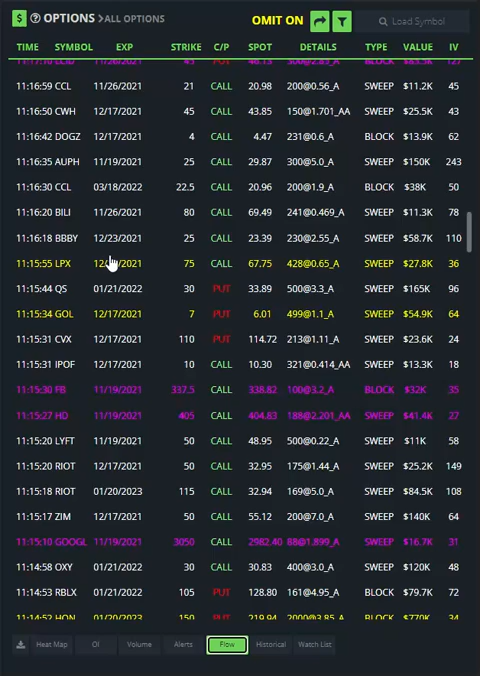 $ ? OPTIONS >ALL OPTIONS OMIT ON Load Symbol
TIME SYMBOL EXP STRIKE C/P SPOT DETAILS TYPE VALUE IV
11:16:59 CCL 11/26/2021 21 CALL 20.98 200@0.56_A SWEEP $11.2K 45
11:16:50 CWH 12/17/2021 45 CALL 43.85 150@1.701_AA SWEEP $25.5K 43
11:16:42 DOGZ 12/17/2021 4 CALL 4.47 231@0.6_A BLOCK $13.9K 62
11:16:35 AUPH 11/19/2021 25 CALL 29.87 300@5.0_A SWEEP $150K 243
11:16:30 CCL 03/18/2022 22.5 CALL 20.96 200@1.9_A BLOCK $38K 50
11:16:20 BILI 11/26/2021 80 CALL 69.49 241@0.469_A SWEEP $11.3K 78
11:16:18 BBBY 12/23/2021 25 CALL 23.39 230@2.55_A SWEEP $58.7K 110
11:15:55 LPX 75 CALL 67.75 428@0.65_A SWEEP $27.8K 36
11:15:44 QS 01/21/2022 30 PUT 33.89 500@3.3_A SWEEP $165K 96
11:15:34 GOL 12/17/2021 7 PUT 6.01 499@1.1_A SWEEP $54.9K 64
11:15:31 CVX 12/17/2021 110 PUT 114.72 213@1.11_A SWEEP $23.6K 24
11:15:31 IPOF 12/17/2021 10 CALL 10.30 321@0.414_AA SWEEP $13.3K 18
11:15:30 FB 11/19/2021 337.5 CALL 338.82 100@3.2_A BLOCK $32K 35
11:15:27 HD 11/19/2021 405 CALL 404.83 188@2.201_AA SWEEP $41.4K 27
11:15:20 LYFT 11/19/2021 50 CALL 48.95 500@0.22_A SWEEP $11K 58
11:15:20 RIOT 12/17/2021 50 CALL 32.95 175@1.44_A SWEEP $25.2K 149
11:15:18 RIOT 01/20/2023 115 CALL 32.94 169@5.0_A SWEEP $84.5K 108
11:15:17 ZIM 12/17/2021 50 CALL 55.12 200@7.0_A SWEEP $140K 64
11:15:10 GOOGL 11/19/2021 3050 CALL 2982.40 88@1.899_A SWEEP $16.7K 31
11:14:58 OXY 01/21/2022 30 CALL 30.83 400@3.0_A SWEEP $120K 48
11:14:53 RBLX 01/21/2022 105 PUT 128.80 161@4.95_A BLOCK $79.7K 72
11:14:52 HON 01/20/2023 150 PUT 219.94 2000@3.85_A BLOCK $770K 34
Heat Map OI Volume Alerts Flow Historical Watch List